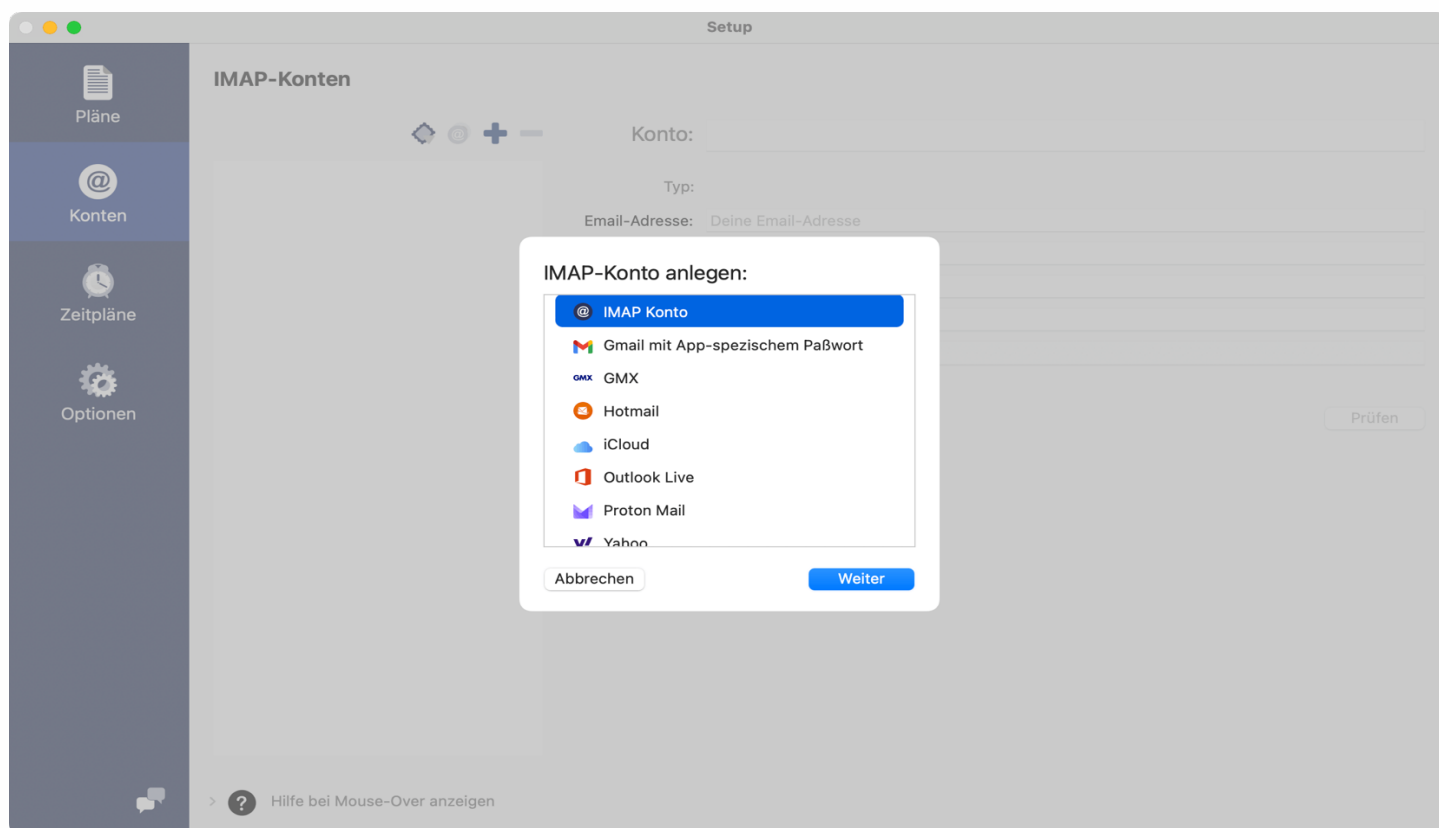 Setup
Pläne
Konten
Zeitpläne
Optionen
IMAP-Konten
Konto:
Typ:
Email-Adresse: Deine Email-Adresse
Prüfen
IMAP-Konto anlegen:
@ IMAP Konto
Gmail mit App-spezischem Paßwort
GMX GMX
Hotmail
iCloud
Outlook Live
Proton Mail
Yahoo
Abbrechen Weiter
> ? Hilfe bei Mouse-Over anzeigen